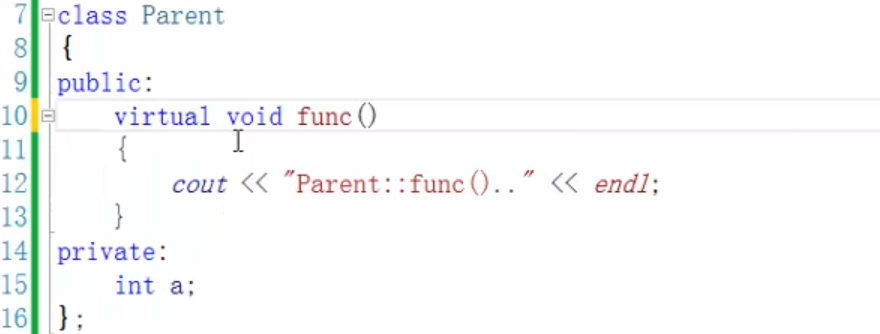 7 class Parent
8 {
9 public:
10 virtual void func()
11 {
12 cout << "Parent::func().." << endl;
13 }
14 private:
15 int a;
16 };